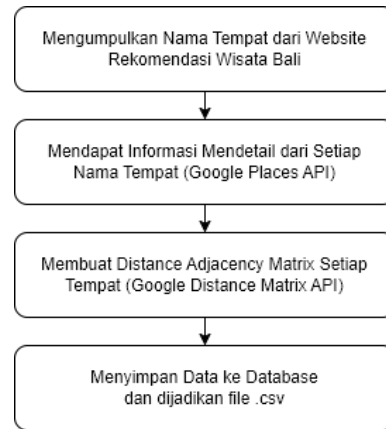 Mengumpulkan Nama Tempat dari Website
Rekomendasi Wisata Bali
Mendapat Informasi Mendetail dari Setiap
Nama Tempat (Google Places API)
Membuat Distance Adjacency Matrix Setiap
Tempat (Google Distance Matrix API)
Menyimpan Data ke Database
dan dijadikan file .csv